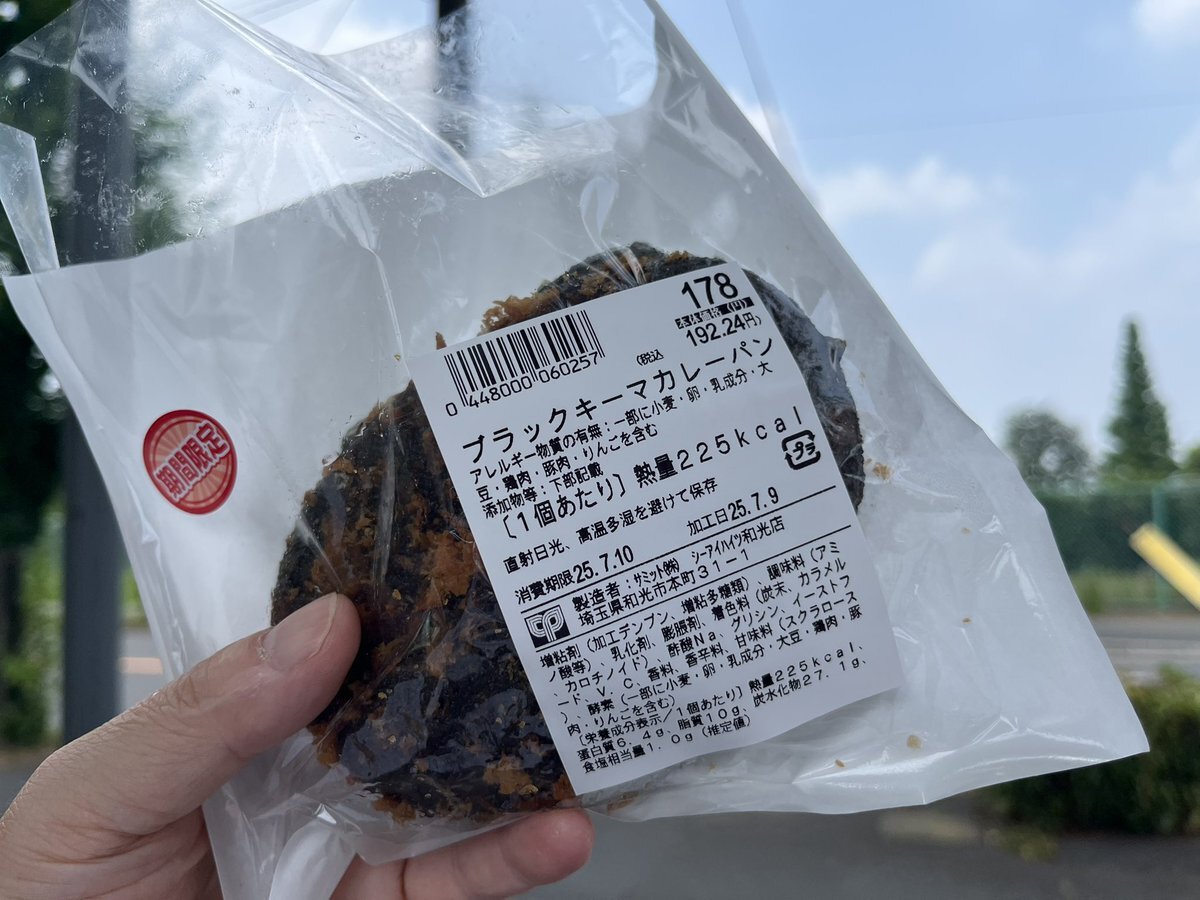 期間限定
178
本体価格(円)
(税込 192.24円)
0 448000 060257
ブラックキーマカレーパン
アレルギー物質の有無:一部に小麦・卵・乳成分・大
豆・鶏肉・豚肉・りんごを含む
添加物等:下部記載
〔1個あたり〕熱量225kcal
プラ
直射日光、高温多湿を避けて保存
加工日25.7.9
消費期限25.7.10
製造者:サミット㈱ シーアイハイツ和光店
埼玉県和光市本町31-1
増粘剤(加工デンプン、増粘多糖類)、調味料(アミ
ノ酸等)、乳化剤、膨脹剤、着色料(炭末、カラメル
、カロチノイド)、酢酸Na、グリシン、イーストフ
ード、V.C、香料、香辛料、甘味料(スクラロース
)、酵素(一部に小麦・卵・乳成分・大豆・鶏肉・豚
肉、りんごを含む)
〔栄養成分表示/1個あたり〕熱量225kcal、
蛋白質6.4g、脂質10g、炭水化物27.1g、
食塩相当量1.0g(推定値)